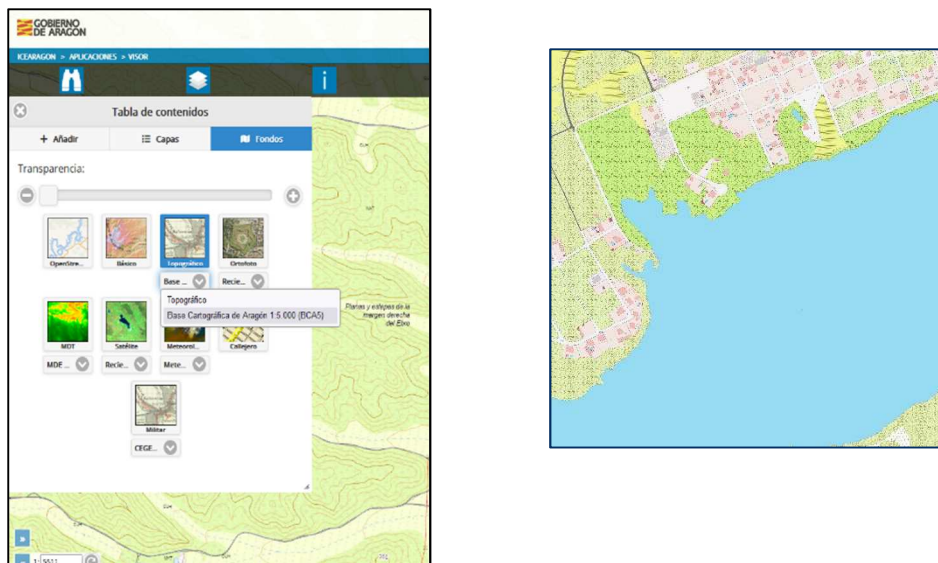 GOBIERNO
DE ARAGON
ICEARAGON > APLICACIONES > VISOR
i
Tabla de contenidos
+ Añadir
Capas
Fondos
Transparencia:
OpenStre...
Básico
Topográfico
Ortofoto
Base ...
Recie...
Topográfico
Base Cartográfica de Aragón 1:5.000 (BCA5)
MDT
Satélite
Meteorol...
Callejero
MDE ...
Recie...
Mete...
Militar
CEGE...
Planas y estepas de la
margen derecha
del Ebro
1:5511